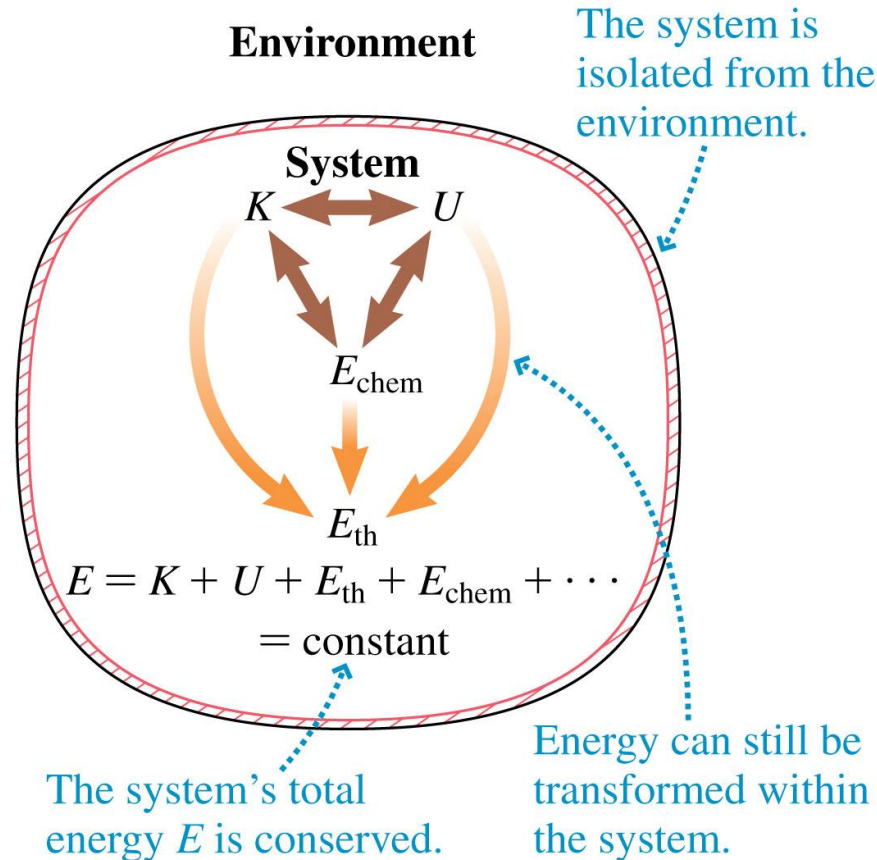 Environment
The system is
isolated from the
environment.
System
K U
E_chem
E_th
E = K + U + E_th + E_chem + · · ·
= constant
The system’s total
energy E is conserved.
Energy can still be
transformed within
the system.